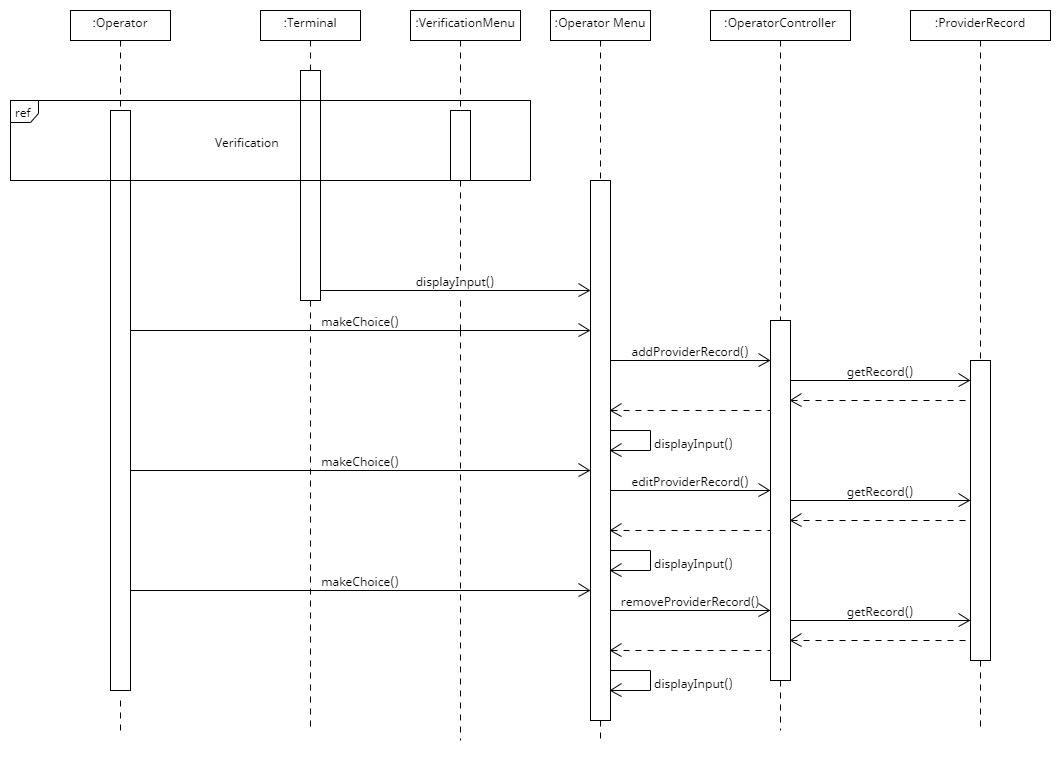 :Operator
:Terminal
:VerificationMenu
:Operator Menu
:OperatorController
:ProviderRecord
ref
Verification
displayInput()
makeChoice()
addProviderRecord()
getRecord()
displayInput()
makeChoice()
editProviderRecord()
getRecord()
displayInput()
makeChoice()
removeProviderRecord()
getRecord()
displayInput()